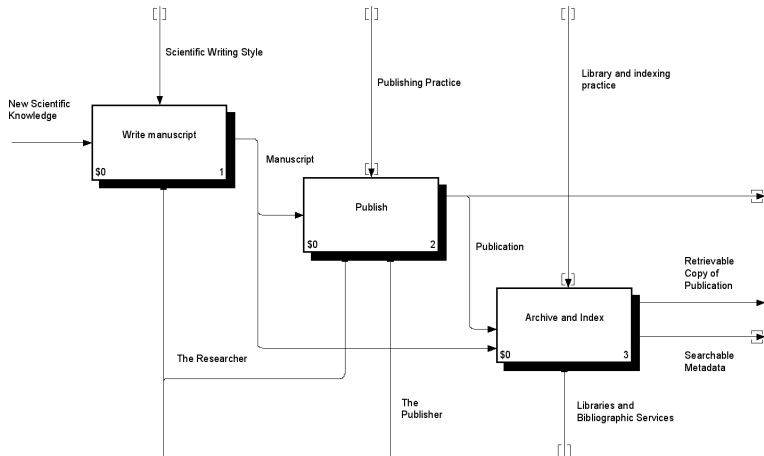 Scientific Writing Style
Publishing Practice
Library and indexing
practice
New Scientific
Knowledge
Write manuscript
$0 1
Manuscript
Publish
$0 2
Publication
Retrievable
Copy of
Publication
Archive and Index
$0 3
The Researcher
Searchable
Metadata
The
Publisher
Libraries and
Bibliographic Services